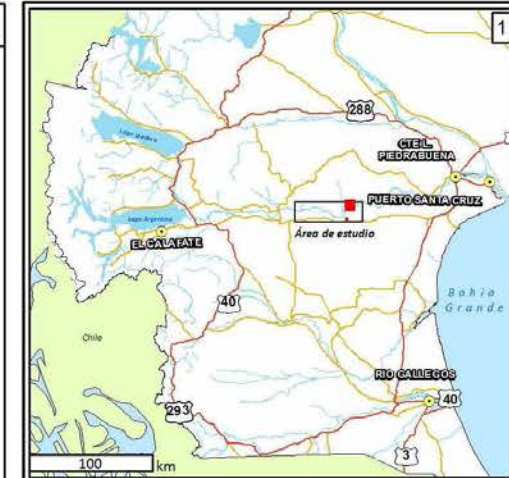 1
288
CTE.L.
PIEDRABUENA
Lago Viedma
PUERTO SANTA CRUZ
Lago Argentino
EL CALAFATE
Área de estudio
40
Bahía
Grande
Chile
RIO GALLEGOS
293
40
3
100 km